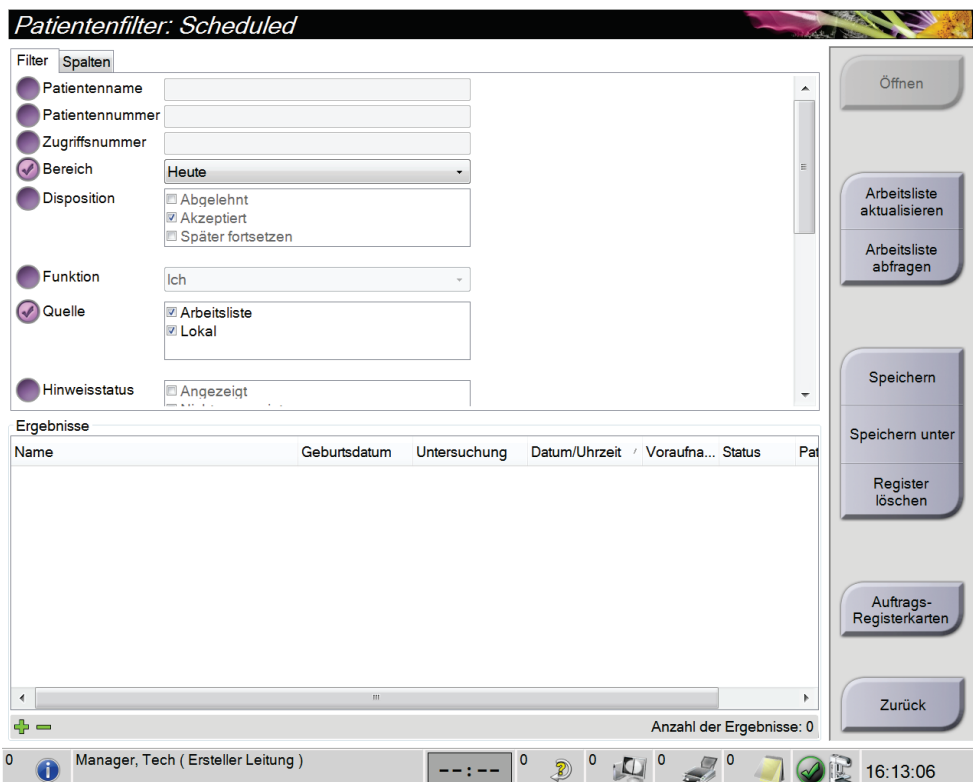 Patientenfilter: Scheduled
Filter Spalten
Patientenname
Patientennummer
Zugriffsnummer
Bereich Heute
Disposition Abgelehnt
Akzeptiert
Später fortsetzen
Funktion Ich
Quelle Arbeitsliste
Lokal
Hinweisstatus Angezeigt
Ergebnisse
Name Geburtsdatum Untersuchung Datum/Uhrzeit Voraufna... Status Pat
Anzahl der Ergebnisse: 0
Öffnen
Arbeitsliste
aktualisieren
Arbeitsliste
abfragen
Speichern
Speichern unter
Register
löschen
Auftrags-
Registerkarten
Zurück
0 Manager, Tech ( Ersteller Leitung ) --:-- 0 0 0 0 16:13:06